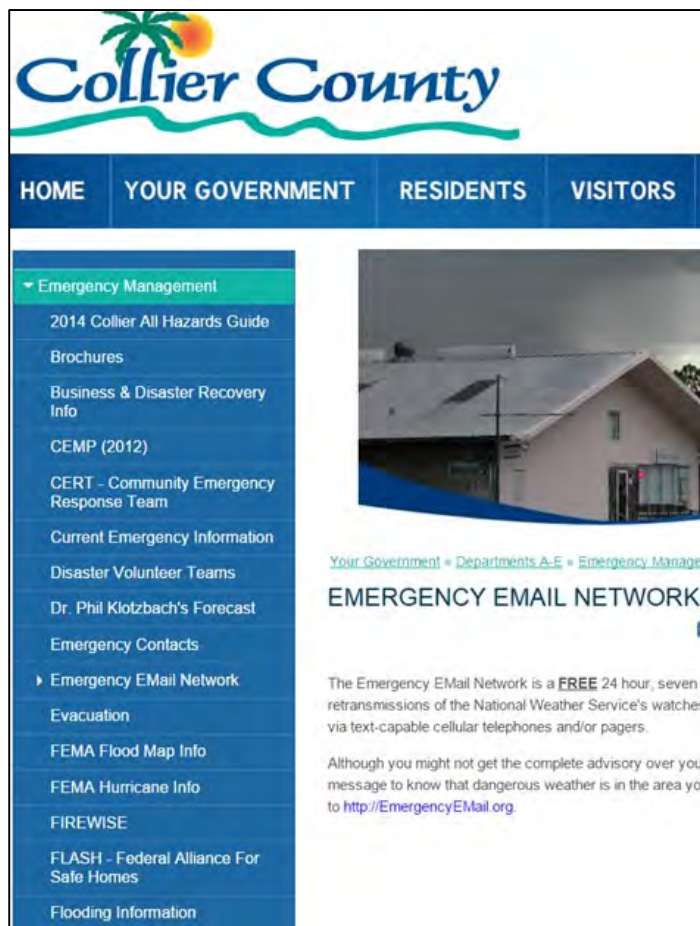 Collier County
HOME YOUR GOVERNMENT RESIDENTS VISITORS
Emergency Management
2014 Collier All Hazards Guide
Brochures
Business & Disaster Recovery
Info
CEMP (2012)
CERT - Community Emergency
Response Team
Current Emergency Information
Disaster Volunteer Teams
Dr. Phil Klotzbach's Forecast
Emergency Contacts
Emergency EMail Network
Evacuation
FEMA Flood Map Info
FEMA Hurricane Info
FIREWISE
FLASH - Federal Alliance For
Safe Homes
Flooding Information
Your Government » Departments A-E » Emergency Manage
EMERGENCY EMAIL NETWORK
The Emergency EMail Network is a FREE 24 hour, seven
retransmissions of the National Weather Service's watches
via text-capable cellular telephones and/or pagers.
Although you might not get the complete advisory over you
message to know that dangerous weather is in the area yo
to http://EmergencyEMail.org.